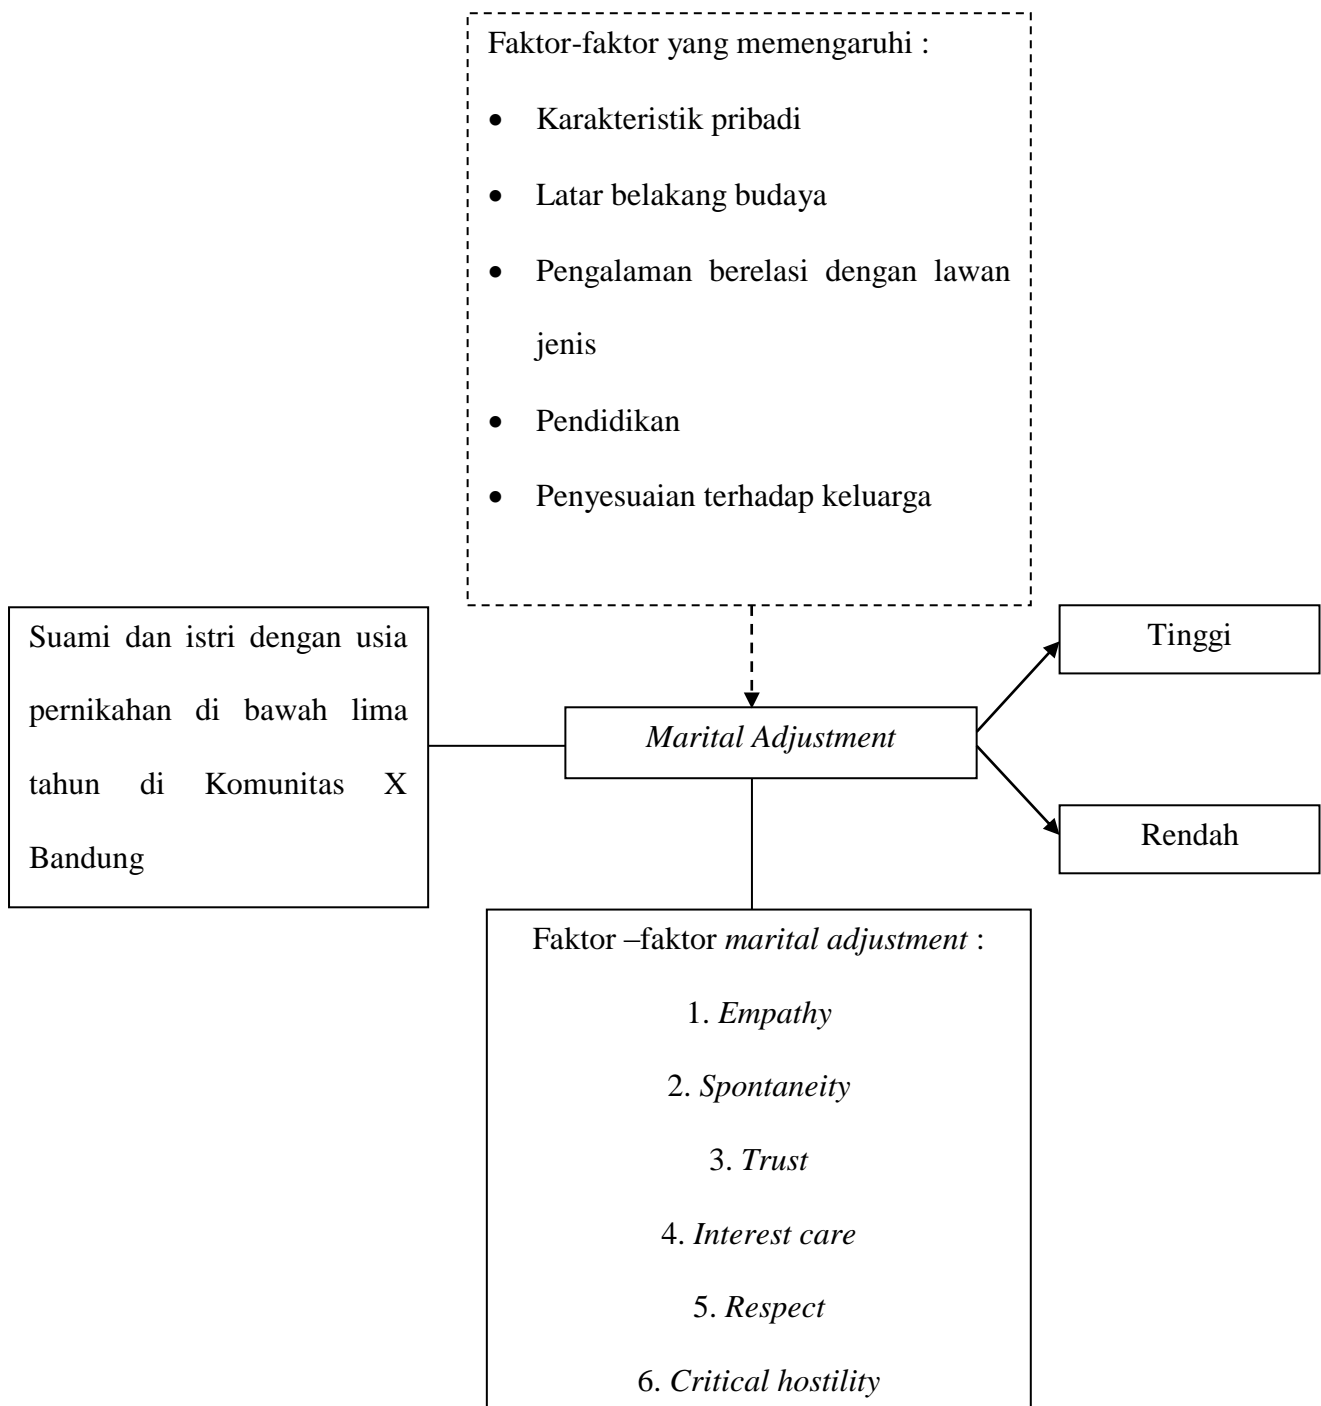 Faktor-faktor yang memengaruhi :
• Karakteristik pribadi
• Latar belakang budaya
• Pengalaman berelasi dengan lawan
jenis
• Pendidikan
• Penyesuaian terhadap keluarga
Suami dan istri dengan usia
pernikahan di bawah lima
tahun di Komunitas X
Bandung
Marital Adjustment
Tinggi
Rendah
Faktor –faktor marital adjustment :
1. Empathy
2. Spontaneity
3. Trust
4. Interest care
5. Respect
6. Critical hostility